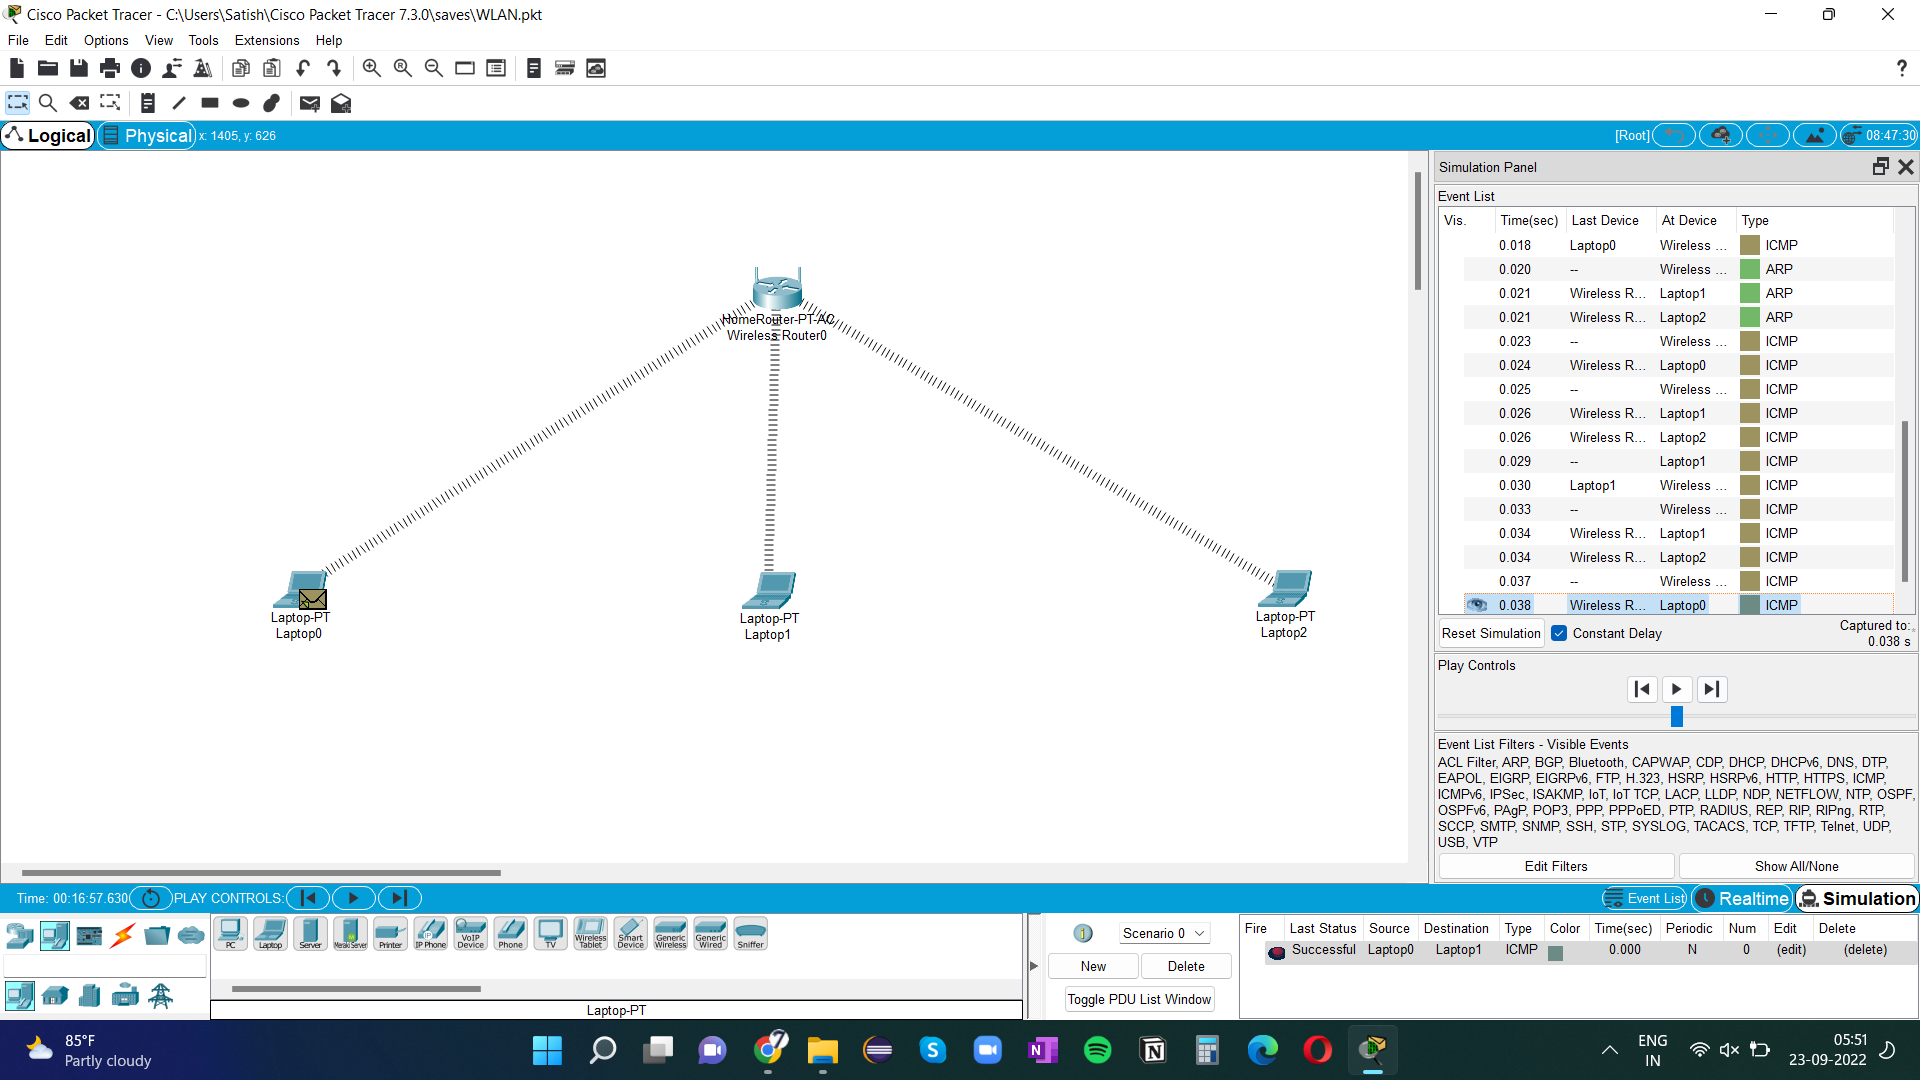 Cisco Packet Tracer - C:\Users\Satish\Cisco Packet Tracer 7.3.0\saves\WLAN.pkt
File Edit Options View Tools Extensions Help
Logical Physical x: 1405, y: 626 [Root] 08:47:30
HomeRouter-PT-AC
Wireless Router0
Laptop-PT
Laptop0
Laptop-PT
Laptop1
Laptop-PT
Laptop2
Simulation Panel
Event List
Vis. Time(sec) Last Device At Device Type
0.018 Laptop0 Wireless ... ICMP
0.020 -- Wireless ... ARP
0.021 Wireless R... Laptop1 ARP
0.021 Wireless R... Laptop2 ARP
0.023 -- Wireless ... ICMP
0.024 Wireless R... Laptop0 ICMP
0.025 -- Wireless ... ICMP
0.026 Wireless R... Laptop1 ICMP
0.026 Wireless R... Laptop2 ICMP
0.029 -- Laptop1 ICMP
0.030 Laptop1 Wireless ... ICMP
0.033 -- Wireless ... ICMP
0.034 Wireless R... Laptop1 ICMP
0.034 Wireless R... Laptop2 ICMP
0.037 -- Wireless ... ICMP
0.038 Wireless R... Laptop0 ICMP
Reset Simulation Constant Delay Captured to:
0.038 s
Play Controls
Event List Filters - Visible Events
ACL Filter, ARP, BGP, Bluetooth, CAPWAP, CDP, DHCP, DHCPv6, DNS, DTP,
EAPOL, EIGRP, EIGRPv6, FTP, H.323, HSRP, HSRPv6, HTTP, HTTPS, ICMP,
ICMPv6, IPSec, ISAKMP, IoT, IoT TCP, LACP, LLDP, NDP, NETFLOW, NTP, OSPF,
OSPFv6, PAgP, POP3, PPP, PPPoED, PTP, RADIUS, REP, RIP, RIPng, RTP,
SCCP, SMTP, SNMP, SSH, STP, SYSLOG, TACACS, TCP, TFTP, Telnet, UDP,
USB, VTP
Edit Filters Show All/None
Time: 00:16:57.630 PLAY CONTROLS: Event List Realtime Simulation
PC Laptop Server Meraki Server Printer IP Phone VoIP Device Phone TV Wireless Tablet Smart Device Generic Wireless Generic Wired Sniffer
Laptop-PT
1 Scenario 0
New Delete
Toggle PDU List Window
Fire Last Status Source Destination Type Color Time(sec) Periodic Num Edit Delete
Successful Laptop0 Laptop1 ICMP 0.000 N 0 (edit) (delete)
85°F
Partly cloudy
7
ENG
IN
05:51
23-09-2022